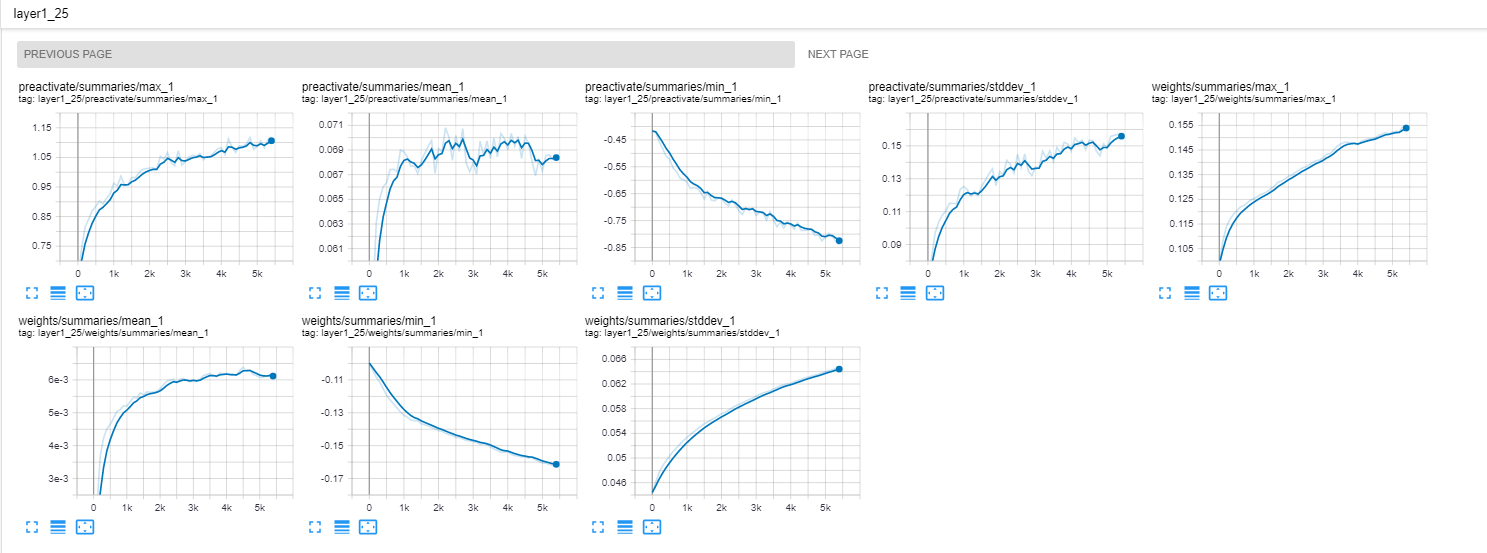 layer1_25
PREVIOUS PAGE
NEXT PAGE
preactivate/summaries/max_1
tag: layer1_25/preactivate/summaries/max_1
1.15
1.05
0.95
0.85
0.75
0 1k 2k 3k 4k 5k
preactivate/summaries/mean_1
tag: layer1_25/preactivate/summaries/mean_1
0.071
0.069
0.067
0.065
0.063
0.061
0 1k 2k 3k 4k 5k
preactivate/summaries/min_1
tag: layer1_25/preactivate/summaries/min_1
-0.45
-0.55
-0.65
-0.75
-0.85
0 1k 2k 3k 4k 5k
preactivate/summaries/stddev_1
tag: layer1_25/preactivate/summaries/stddev_1
0.15
0.13
0.11
0.09
0 1k 2k 3k 4k 5k
weights/summaries/max_1
tag: layer1_25/weights/summaries/max_1
0.155
0.145
0.135
0.125
0.115
0.105
0 1k 2k 3k 4k 5k
weights/summaries/mean_1
tag: layer1_25/weights/summaries/mean_1
6e-3
5e-3
4e-3
3e-3
0 1k 2k 3k 4k 5k
weights/summaries/min_1
tag: layer1_25/weights/summaries/min_1
-0.11
-0.13
-0.15
-0.17
0 1k 2k 3k 4k 5k
weights/summaries/stddev_1
tag: layer1_25/weights/summaries/stddev_1
0.066
0.062
0.058
0.054
0.05
0.046
0 1k 2k 3k 4k 5k